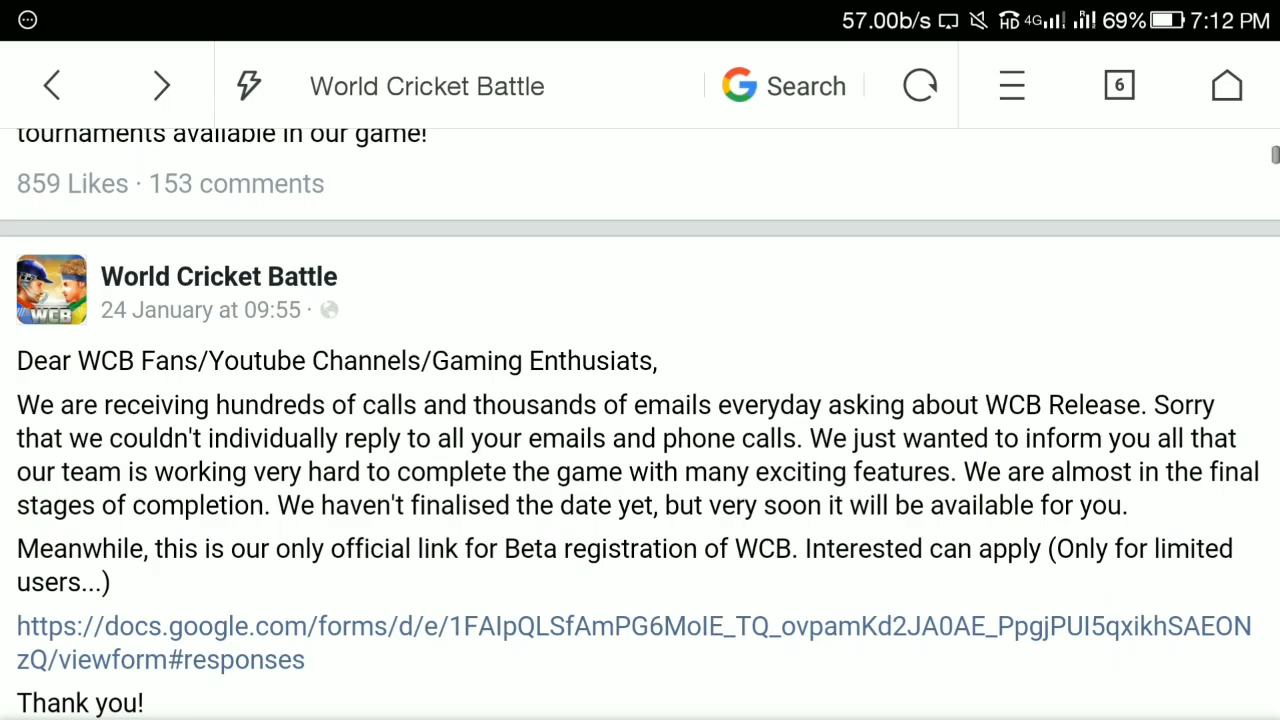 57.00b/s HD 4G 69% 7:12 PM
World Cricket Battle Search 6
tournaments available in our game!
859 Likes · 153 comments
World Cricket Battle
24 January at 09:55 ·
WCB
Dear WCB Fans/Youtube Channels/Gaming Enthusiats,
We are receiving hundreds of calls and thousands of emails everyday asking about WCB Release. Sorry
that we couldn't individually reply to all your emails and phone calls. We just wanted to inform you all that
our team is working very hard to complete the game with many exciting features. We are almost in the final
stages of completion. We haven't finalised the date yet, but very soon it will be available for you.
Meanwhile, this is our only official link for Beta registration of WCB. Interested can apply (Only for limited
users...)
https://docs.google.com/forms/d/e/1FAIpQLSfAmPG6MoIE_TQ_ovpamKd2JA0AE_PpgjPUI5qxikhSAEON
zQ/viewform#responses
Thank you!